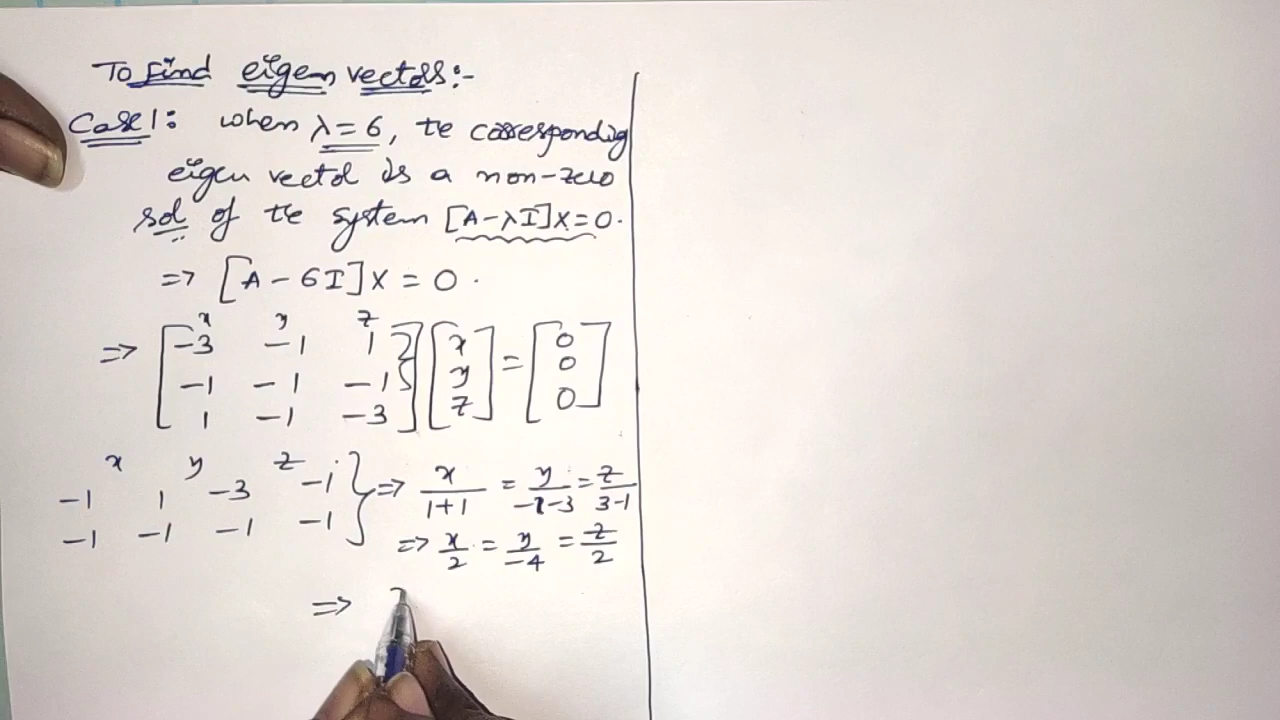 To Find eigen vectors:-
Case 1: when λ=6, te corresponding
eigen vector is a non-zero
sol of te system [A-λI]X=0.
=> [A-6I]X=0.
x y z
=> [-3 -1 1] [x] = [0]
[-1 -1 -1] [y] [0]
[1 -1 -3] [z] [0]
x y z
-1 1 -3 -1 } => x/1+1 = y/-1-3 = z/3-1
-1 -1 -1 -1
=> x/2 = y/-4 = z/2
=>